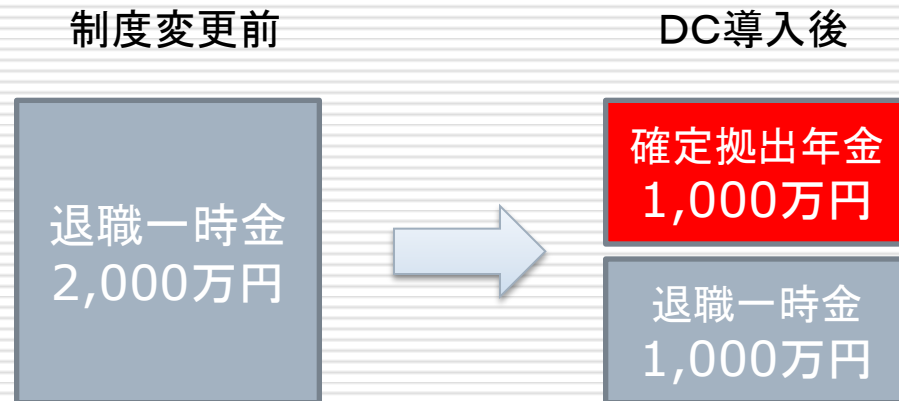 制度変更前
DC導入後
退職一時金
2,000万円
確定拠出年金
1,000万円
退職一時金
1,000万円